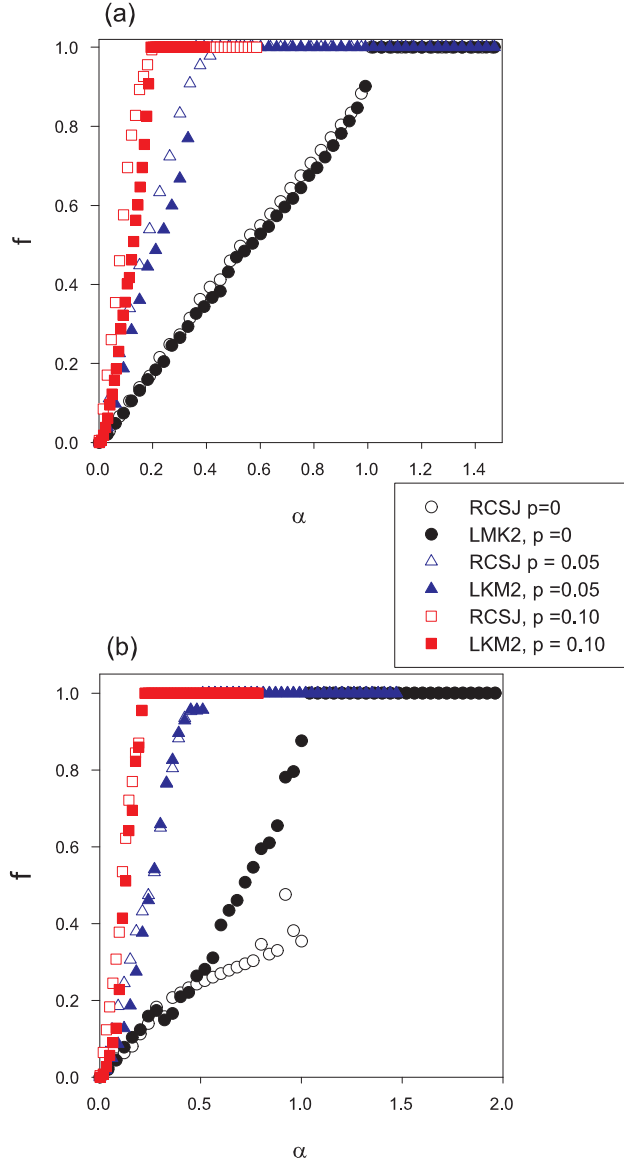 (a)
1.0
0.8
0.6
0.4
0.2
0.0
f
0.0 0.2 0.4 0.6 0.8 1.0 1.2 1.4
α
RCSJ p=0
LMK2, p =0
RCSJ p = 0.05
LKM2, p =0.05
RCSJ, p =0.10
LKM2, p = 0.10
(b)
1.0
0.8
0.6
0.4
0.2
0.0
f
0.0 0.5 1.0 1.5 2.0
α